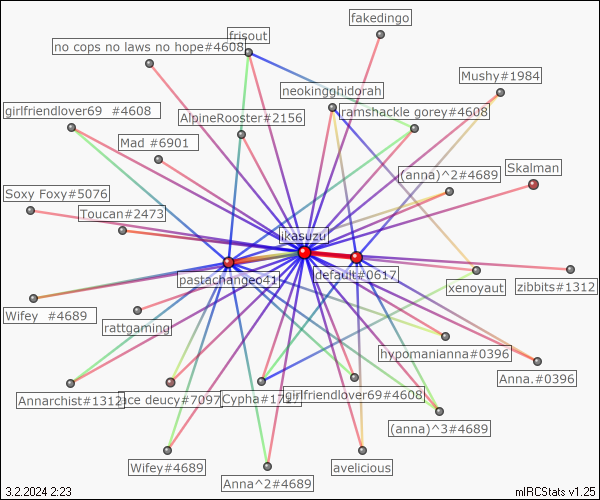 fakedingo
frisout
no cops no laws no hope#4608
Mushy#1984
neokingghidorah
girlfriendlover69 #4608
AlpineRooster#2156
ramshackle gorey#4608
Mad #6901
(anna)^2#4689
Skalman
Soxy Foxy#5076
Toucan#2473
ikasuzu
pastachangeo41
default#0617
xenoyaut
zibbits#1312
Wifey #4689
rattgaming
hypomanianna#0396
Anna.#0396
Annarchist#1312
ace deucy#7097
Cypha#17
girlfriendlover69#4608
(anna)^3#4689
Wifey#4689
Anna^2#4689
avelicious
3.2.2024 2:23
mIRCStats v1.25